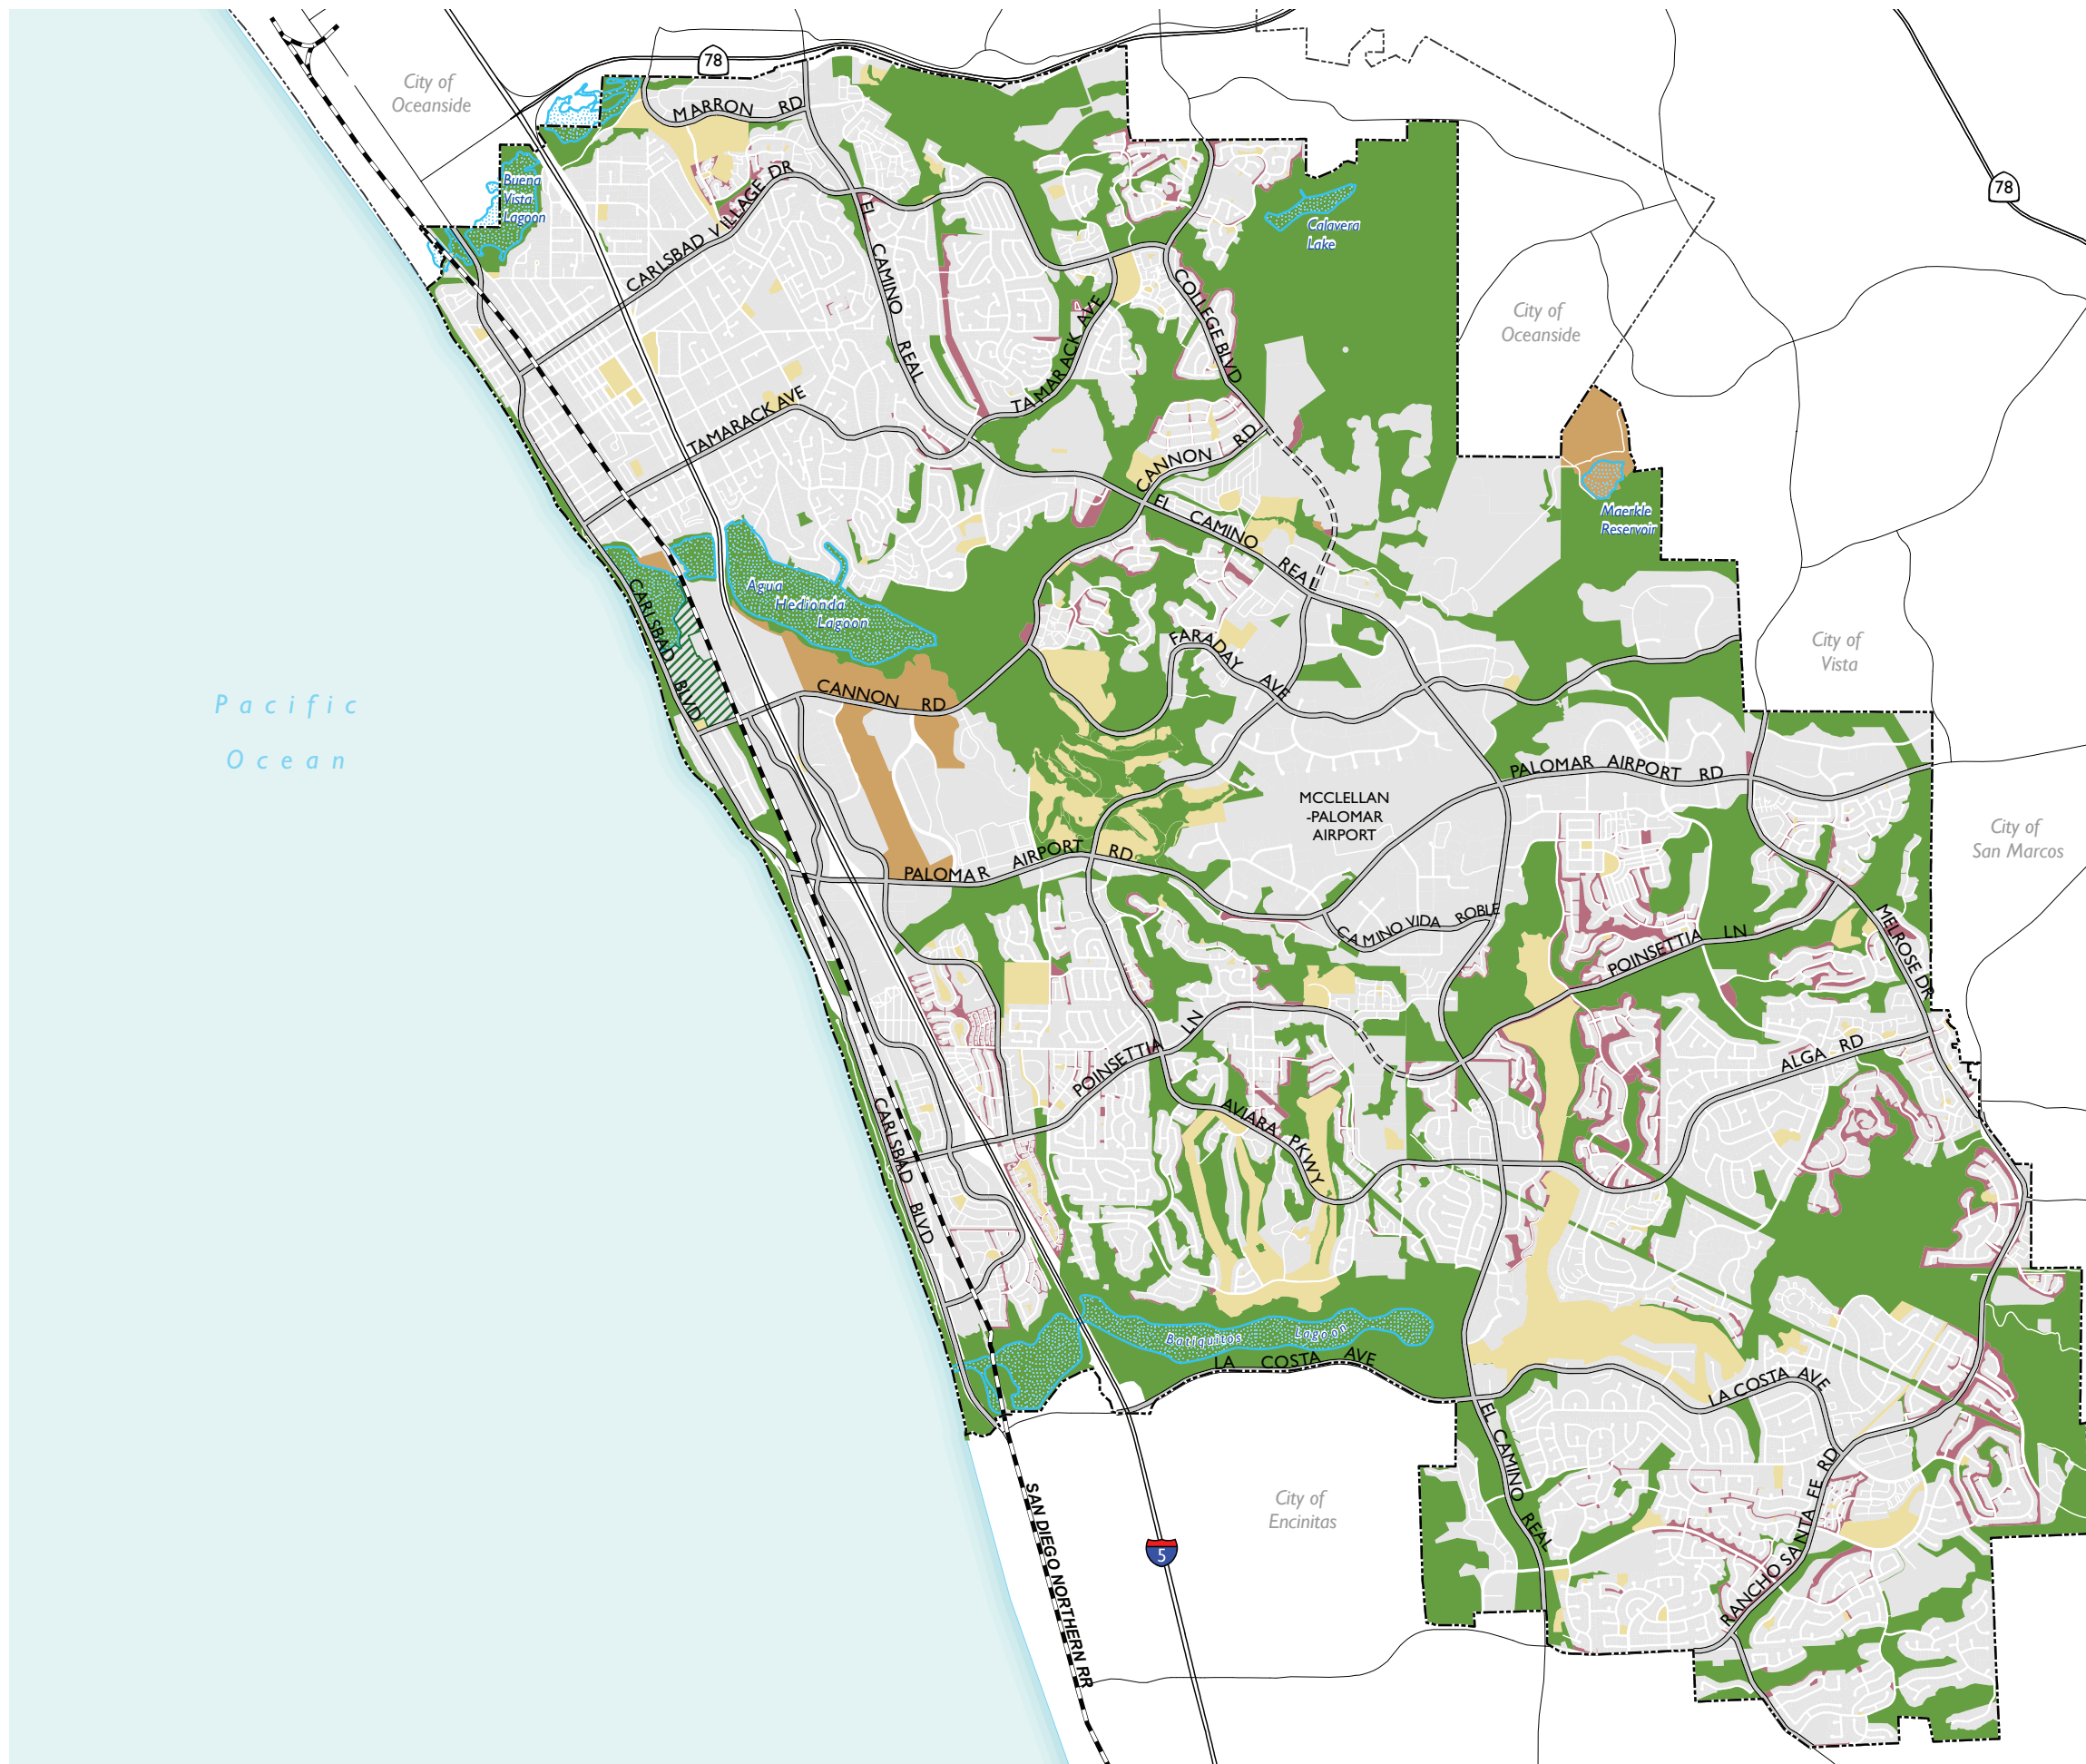 78
City of
Oceanside
MARRON RD
78
Buena
Vista
Lagoon
CARLSBAD VILLAGE DR
EL CAMINO REAL
Calavera
Lake
COLLEGE BLVD
City of
Oceanside
TAMARACK AVE
TAMARACK AVE
CANNON RD
EL CAMINO REAL
Maerkle
Reservoir
Agua
Hedionda
Lagoon
CARLSBAD BLVD
FARADAY AVE
City of
Vista
CANNON RD
Pacific
Ocean
PALOMAR AIRPORT RD
MCCLELLAN
-PALOMAR
AIRPORT
City of
San Marcos
PALOMAR AIRPORT RD
CAMINO VIDA ROBLE
MELROSE DR
POINSETTIA LN
POINSETTIA LN
ALGA RD
AVIARA PKWY
CARLSBAD BLVD
Batiquitos Lagoon
LA COSTA AVE
LA COSTA AVE
EL CAMINO REAL
RANCHO SANTA FE RD
City of
Encinitas
SAN DIEGO NORTHERN RR
5